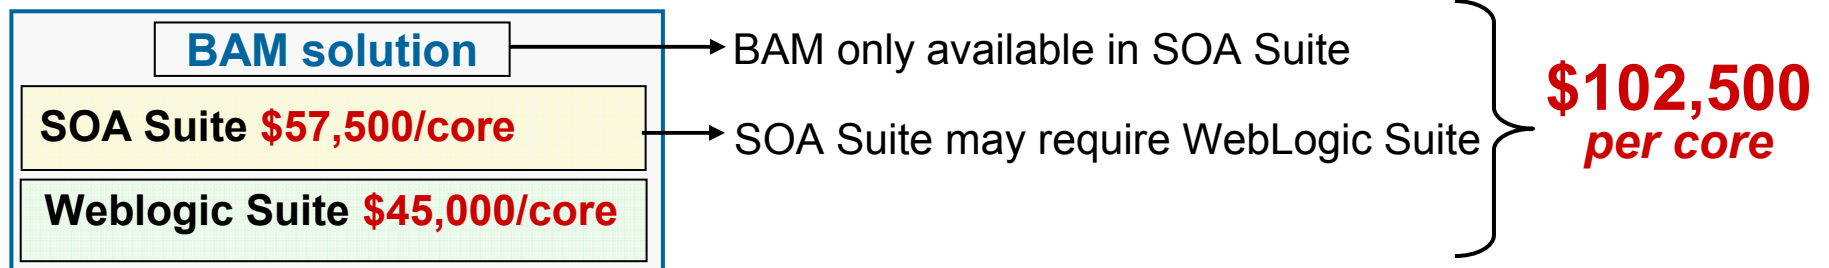 BAM solution
BAM only available in SOA Suite
SOA Suite $57,500/core
SOA Suite may require WebLogic Suite
Weblogic Suite $45,000/core
$102,500
per core